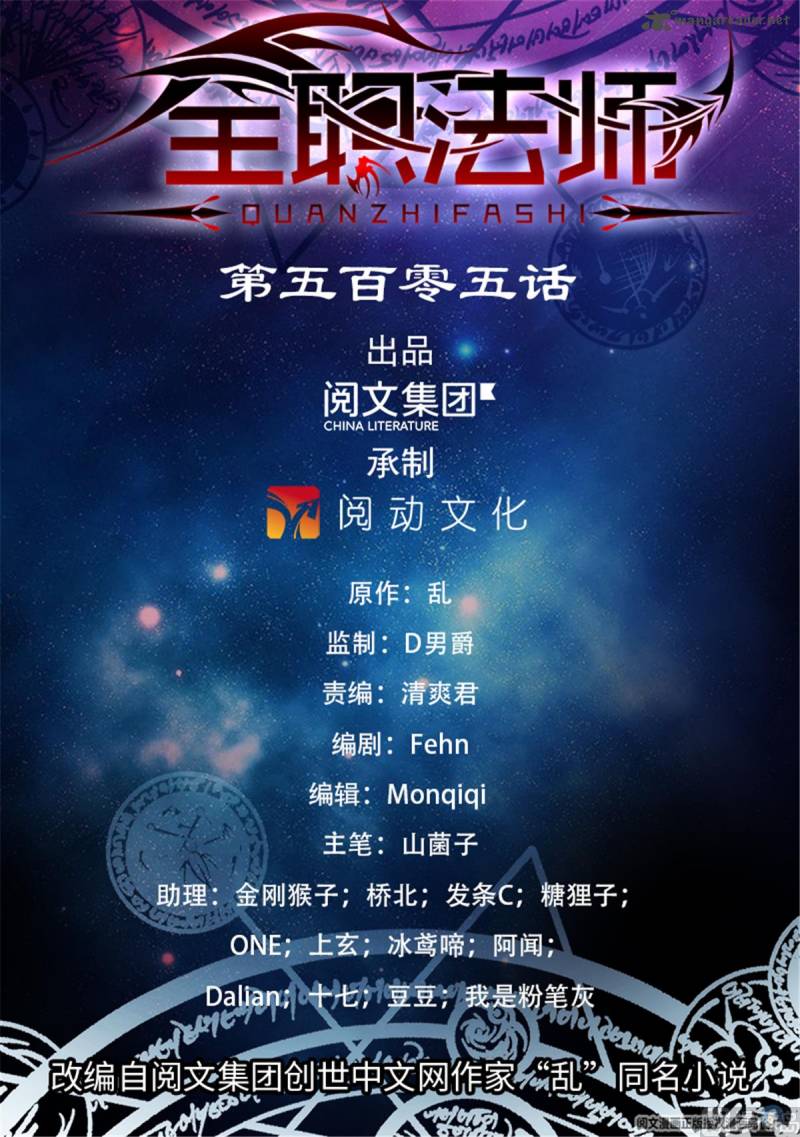 mangareader.net
全职法师
QUANZHIFASHI
第五百零五话
出品
阅文集团
CHINA LITERATURE
承制
阅动文化
原作：乱
监制：D男爵
责编：清爽君
编剧：Fehn
编辑：Monqiqi
主笔：山菌子
助理：金刚猴子；桥北；发条C；糖狸子；
ONE；上玄；冰鸢啼；阿闻；
Dalian；十七；豆豆；我是粉笔灰
改编自阅文集团创世中文网作家“乱”同名小说